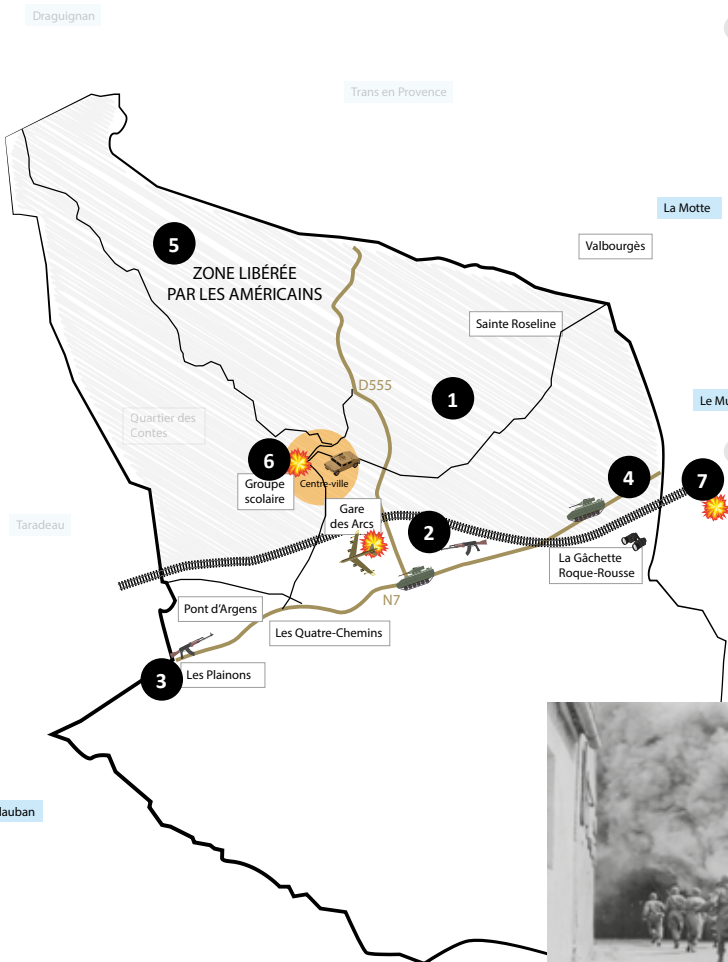 Draguignan
Trans en Provence
La Motte
Valbourgès
5
ZONE LIBÉRÉE
PAR LES AMÉRICAINS
Sainte Roseline
D555
1
Le Mu
Quartier des
Contes
6
Groupe
scolaire
Centre-ville
4
7
Gare
des Arcs
2
Taradeau
La Gâchette
Roque-Rousse
N7
Pont d'Argens
Les Quatre-Chemins
3
Les Plainons
lauban